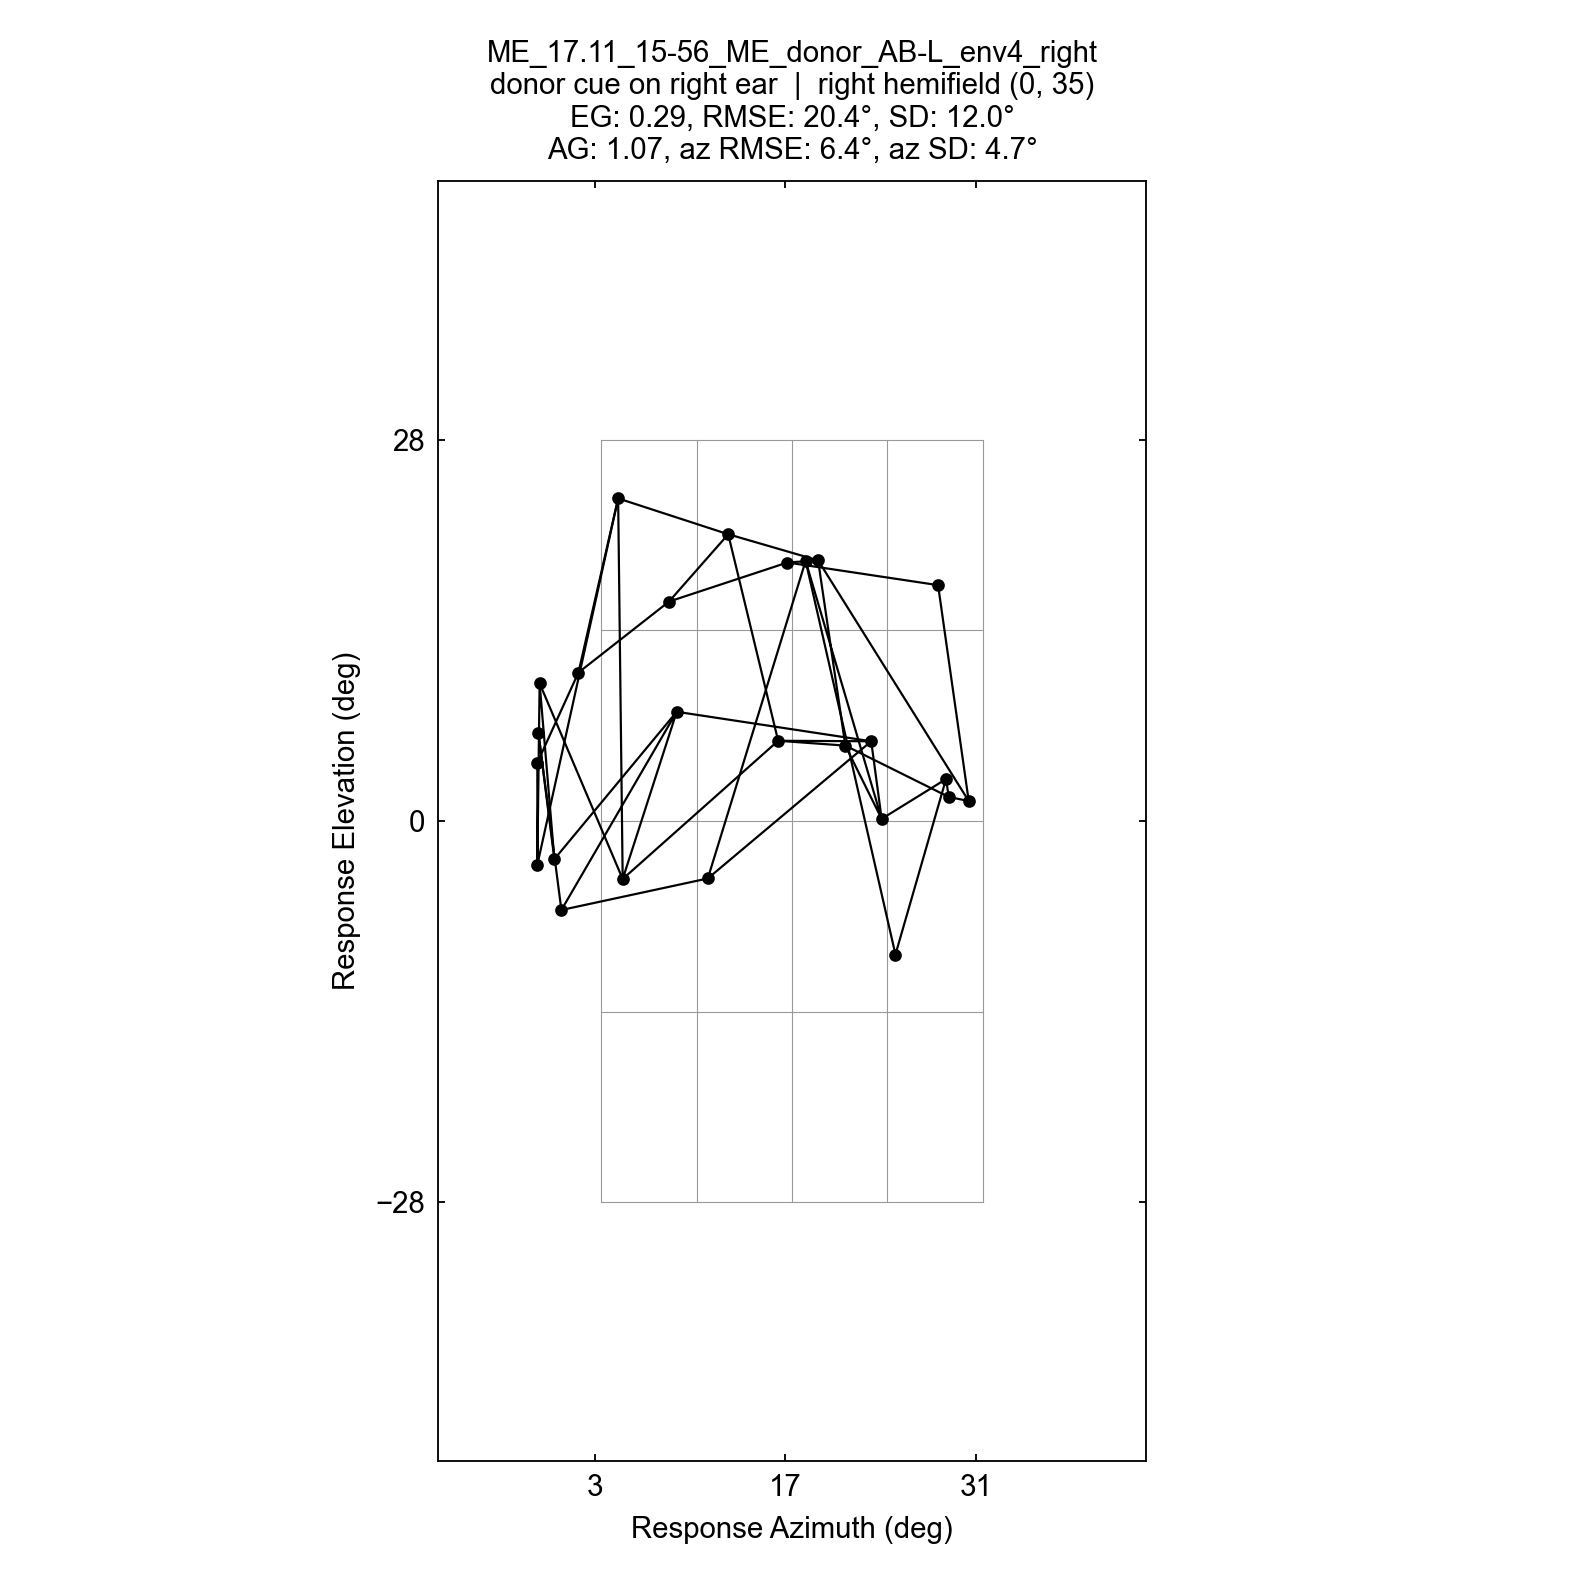 ME_17.11_15-56_ME_donor_AB-L_env4_right
donor cue on right ear | right hemifield (0, 35)
EG: 0.29, RMSE: 20.4°, SD: 12.0°
AG: 1.07, az RMSE: 6.4°, az SD: 4.7°
28
0
−28
Response Elevation (deg)
3 17 31
Response Azimuth (deg)